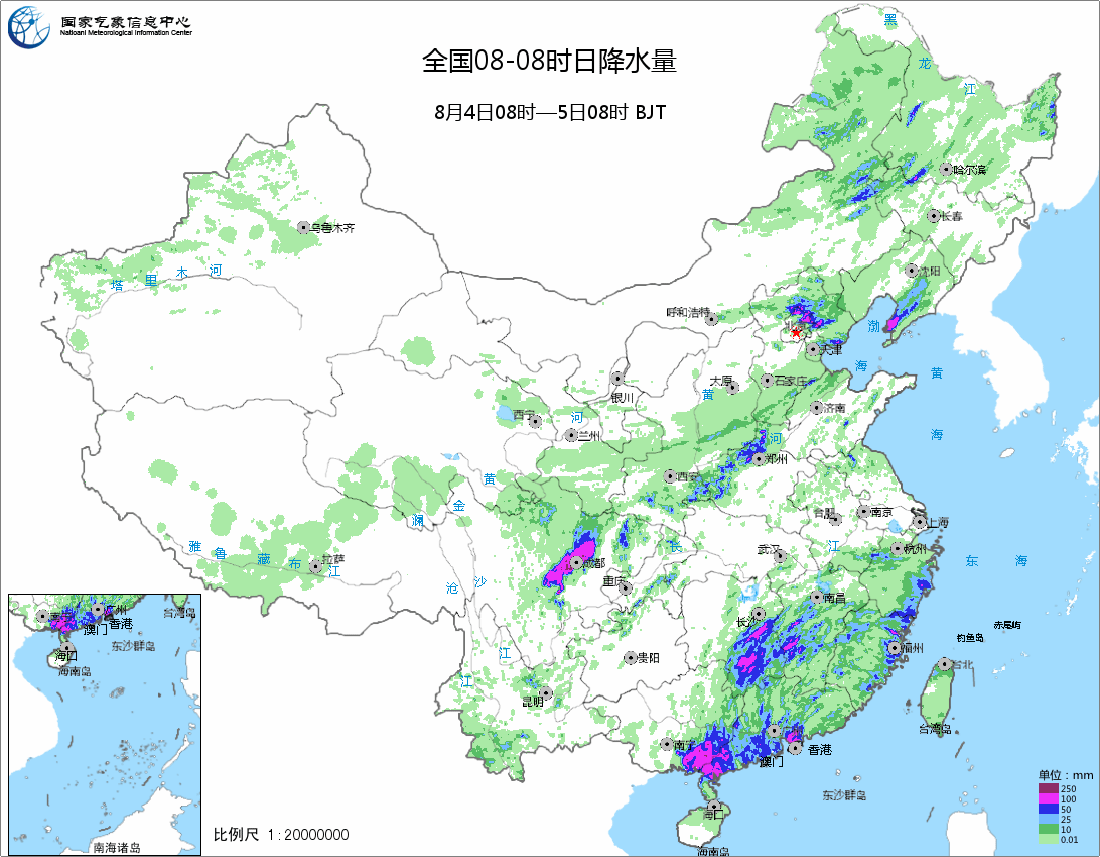 国家气象信息中心
Natioanl Meteorological Information Center
全国08-08时日降水量
8月4日08时—5日08时 BJT
黑
龙
江
哈尔滨
长春
乌鲁木齐
塔 里 木 河
沈阳
呼和浩特
北京
渤
天津
海
黄
海
太原
石家庄
银川
黄
济南
西宁
河
兰州
河
郑州
西安
黄
金
澜
合肥
南京
上海
雅 鲁 藏 布 江
拉萨
成都
长
武汉
江
杭州
东 海
沧 沙
重庆
南昌
长沙
赤尾屿
钓鱼岛
福州
台北
江
贵阳
江
昆明
台湾岛
南宁
广州
香港
澳门
东沙群岛
海口
海南岛
南宁
广州
台湾岛
澳门
香港
东沙群岛
海口
海南岛
南海诸岛
比例尺 1:20000000
单位：mm
250
100
50
25
10
0.01